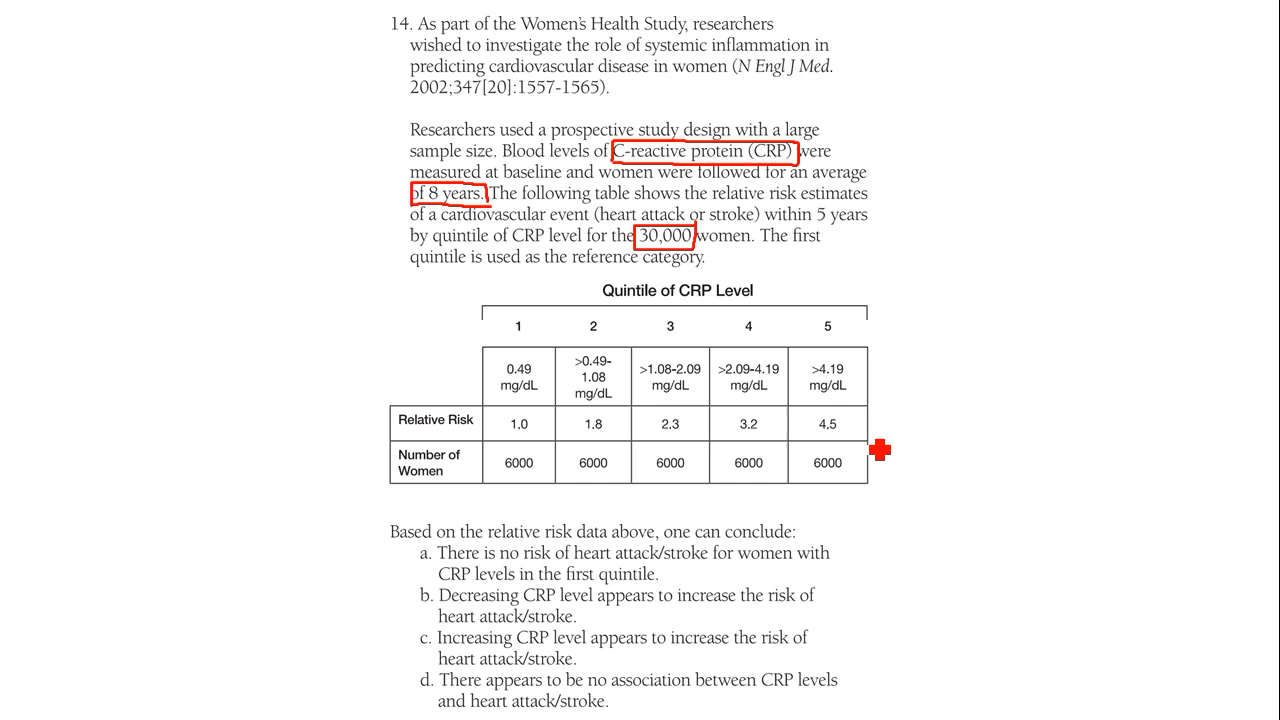 14. As part of the Women's Health Study, researchers
wished to investigate the role of systemic inflammation in
predicting cardiovascular disease in women (N Engl J Med.
2002;347[20]:1557-1565).
Researchers used a prospective study design with a large
sample size. Blood levels of C-reactive protein (CRP) were
measured at baseline and women were followed for an average
of 8 years. The following table shows the relative risk estimates
of a cardiovascular event (heart attack or stroke) within 5 years
by quintile of CRP level for the 30,000 women. The first
quintile is used as the reference category.
Quintile of CRP Level
1 2 3 4 5
0.49 mg/dL >0.49-1.08 mg/dL >1.08-2.09 mg/dL >2.09-4.19 mg/dL >4.19 mg/dL
Relative Risk 1.0 1.8 2.3 3.2 4.5
Number of Women 6000 6000 6000 6000 6000
Based on the relative risk data above, one can conclude:
a. There is no risk of heart attack/stroke for women with
CRP levels in the first quintile.
b. Decreasing CRP level appears to increase the risk of
heart attack/stroke.
c. Increasing CRP level appears to increase the risk of
heart attack/stroke.
d. There appears to be no association between CRP levels
and heart attack/stroke.